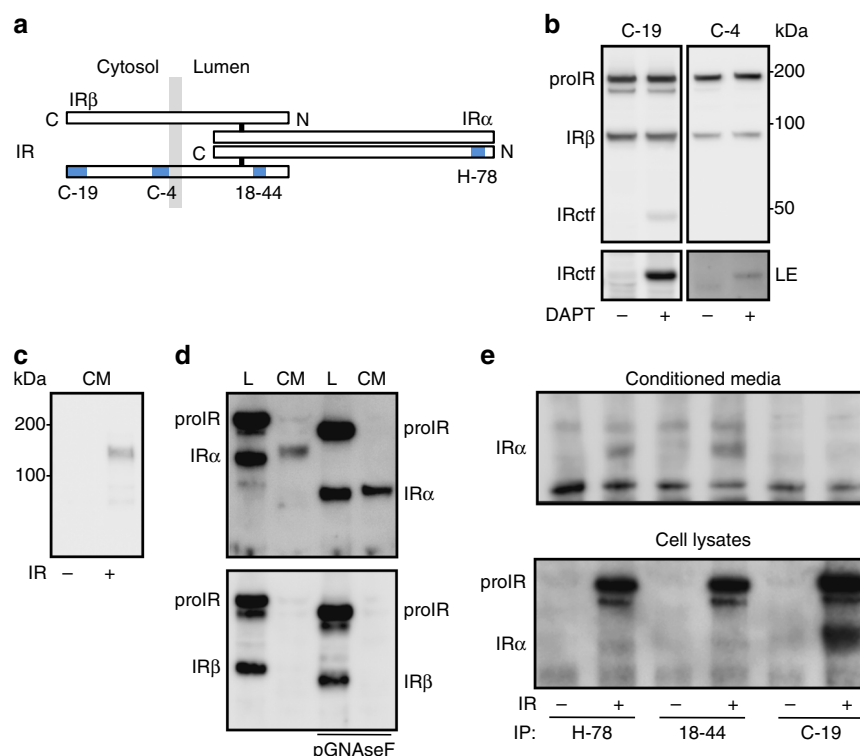 a
Cytosol Lumen
IRβ
C N IRα
IR C N
C-19 C-4 18-44 H-78
b
C-19 C-4 kDa
proIR -200
IRβ -100
IRctf -50
IRctf LE
DAPT – + – +
c
kDa CM
200-
100-
IR – +
d
L CM L CM
proIR proIR
IRα IRα
proIR proIR
IRβ IRβ
pGNAseF
e
Conditioned media
IRα
Cell lysates
proIR
IRα
IR – + – + – +
IP: H-78 18-44 C-19